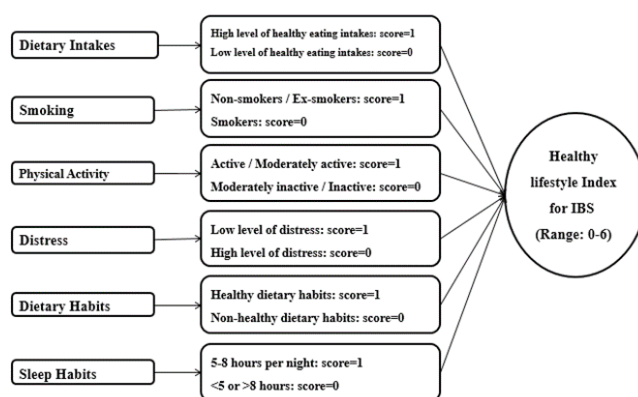 Dietary Intakes
High level of healthy eating intakes: score=1
Low level of healthy eating intakes: score=0
Smoking
Non-smokers / Ex-smokers: score=1
Smokers: score=0
Physical Activity
Active / Moderately active: score=1
Moderately inactive / Inactive: score=0
Distress
Low level of distress: score=1
High level of distress: score=0
Dietary Habits
Healthy dietary habits: score=1
Non-healthy dietary habits: score=0
Sleep Habits
5-8 hours per night: score=1
<5 or >8 hours: score=0
Healthy
lifestyle Index
for IBS
(Range: 0-6)